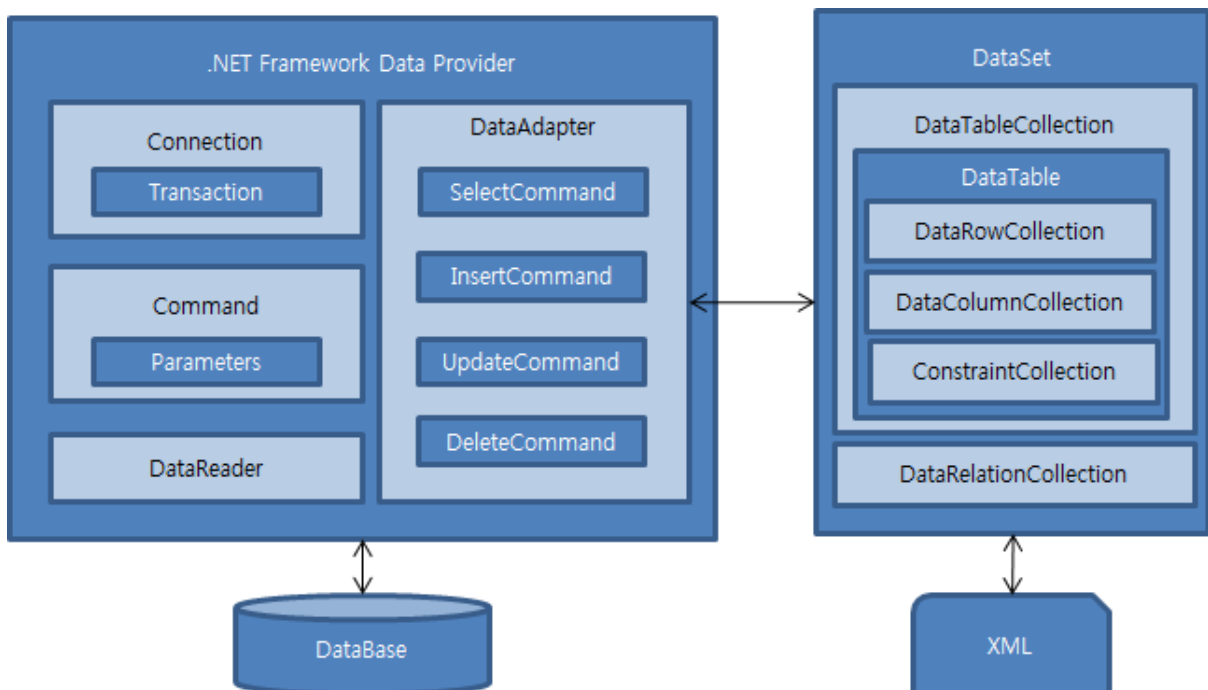 .NET Framework Data Provider
Connection
Transaction
Command
Parameters
DataReader
DataAdapter
SelectCommand
InsertCommand
UpdateCommand
DeleteCommand
DataBase
DataSet
DataTableCollection
DataTable
DataRowCollection
DataColumnCollection
ConstraintCollection
DataRelationCollection
XML